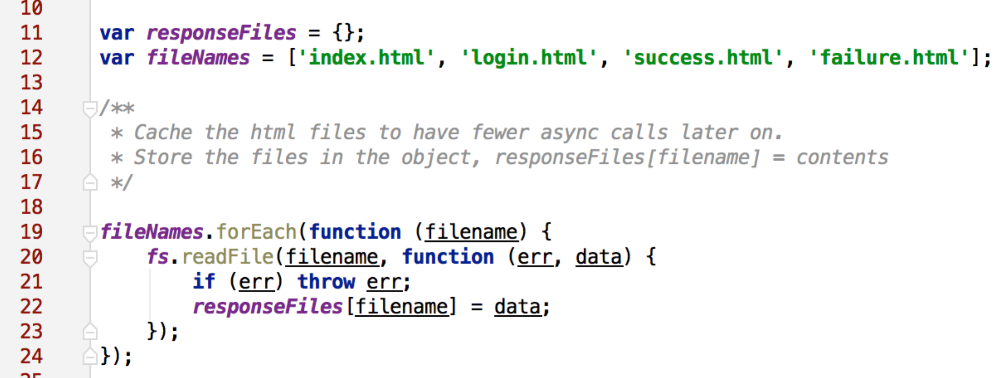 10
11 var responseFiles = {};
12 var fileNames = ['index.html', 'login.html', 'success.html', 'failure.html'];
13
14 /**
15  * Cache the html files to have fewer async calls later on.
16  * Store the files in the object, responseFiles[filename] = contents
17  */
18
19 fileNames.forEach(function (filename) {
20     fs.readFile(filename, function (err, data) {
21         if (err) throw err;
22         responseFiles[filename] = data;
23     });
24 });
25